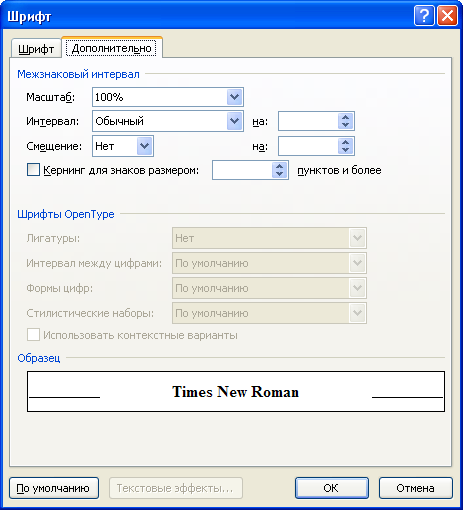 Шрифт
Шрифт Дополнительно
Межзнаковый интервал
Масштаб: 100%
Интервал: Обычный на:
Смещение: Нет на:
Кернинг для знаков размером: пунктов и более
Шрифты OpenType
Лигатуры: Нет
Интервал между цифрами: По умолчанию
Формы цифр: По умолчанию
Стилистические наборы: По умолчанию
Использовать контекстные варианты
Образец
Times New Roman
По умолчанию Текстовые эффекты... ОК Отмена